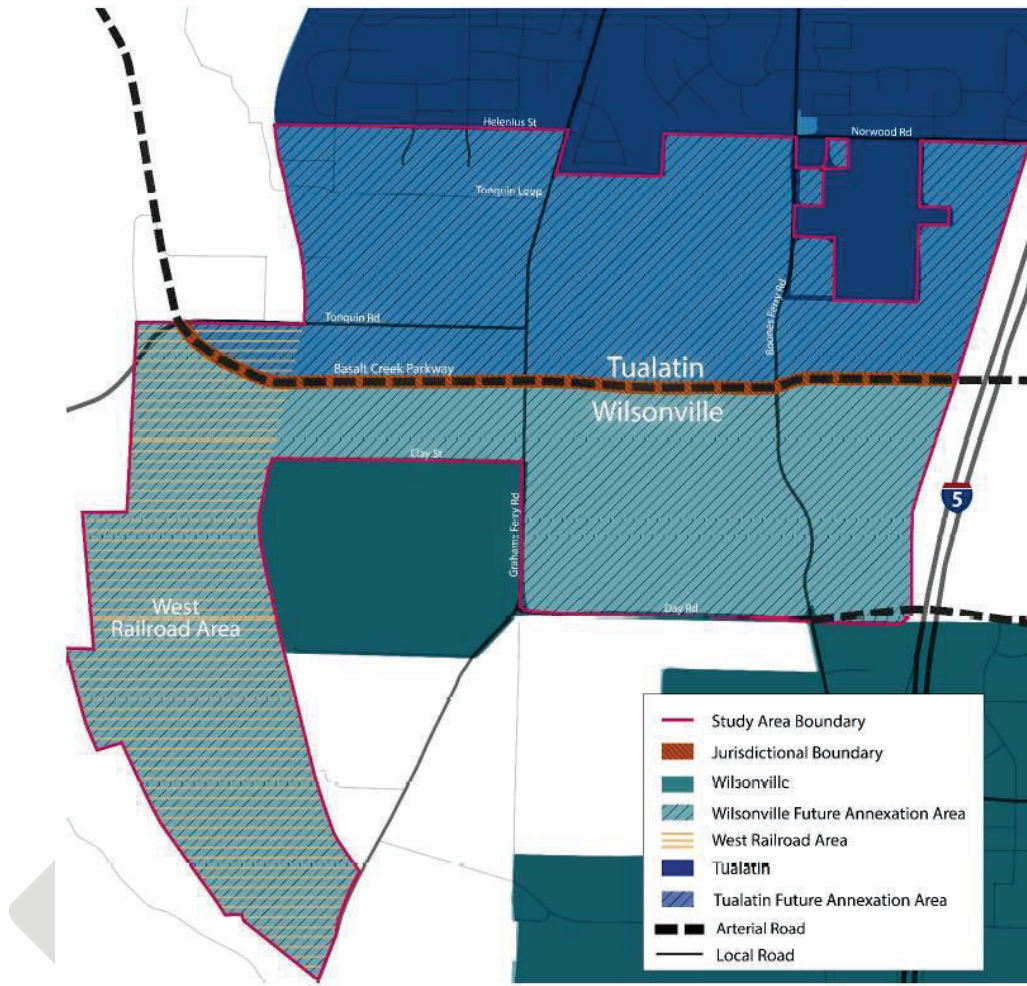 Helenius St
Norwood Rd
Tonquin Loop
Boones Ferry Rd
Tonquin Rd
Basalt Creek Parkway
Tualatin
Wilsonville
Clay St
5
Grahams Ferry Rd
West
Railroad Area
Day Rd
Study Area Boundary
Jurisdictional Boundary
Wilsonville
Wilsonville Future Annexation Area
West Railroad Area
Tualatin
Tualatin Future Annexation Area
Arterial Road
Local Road